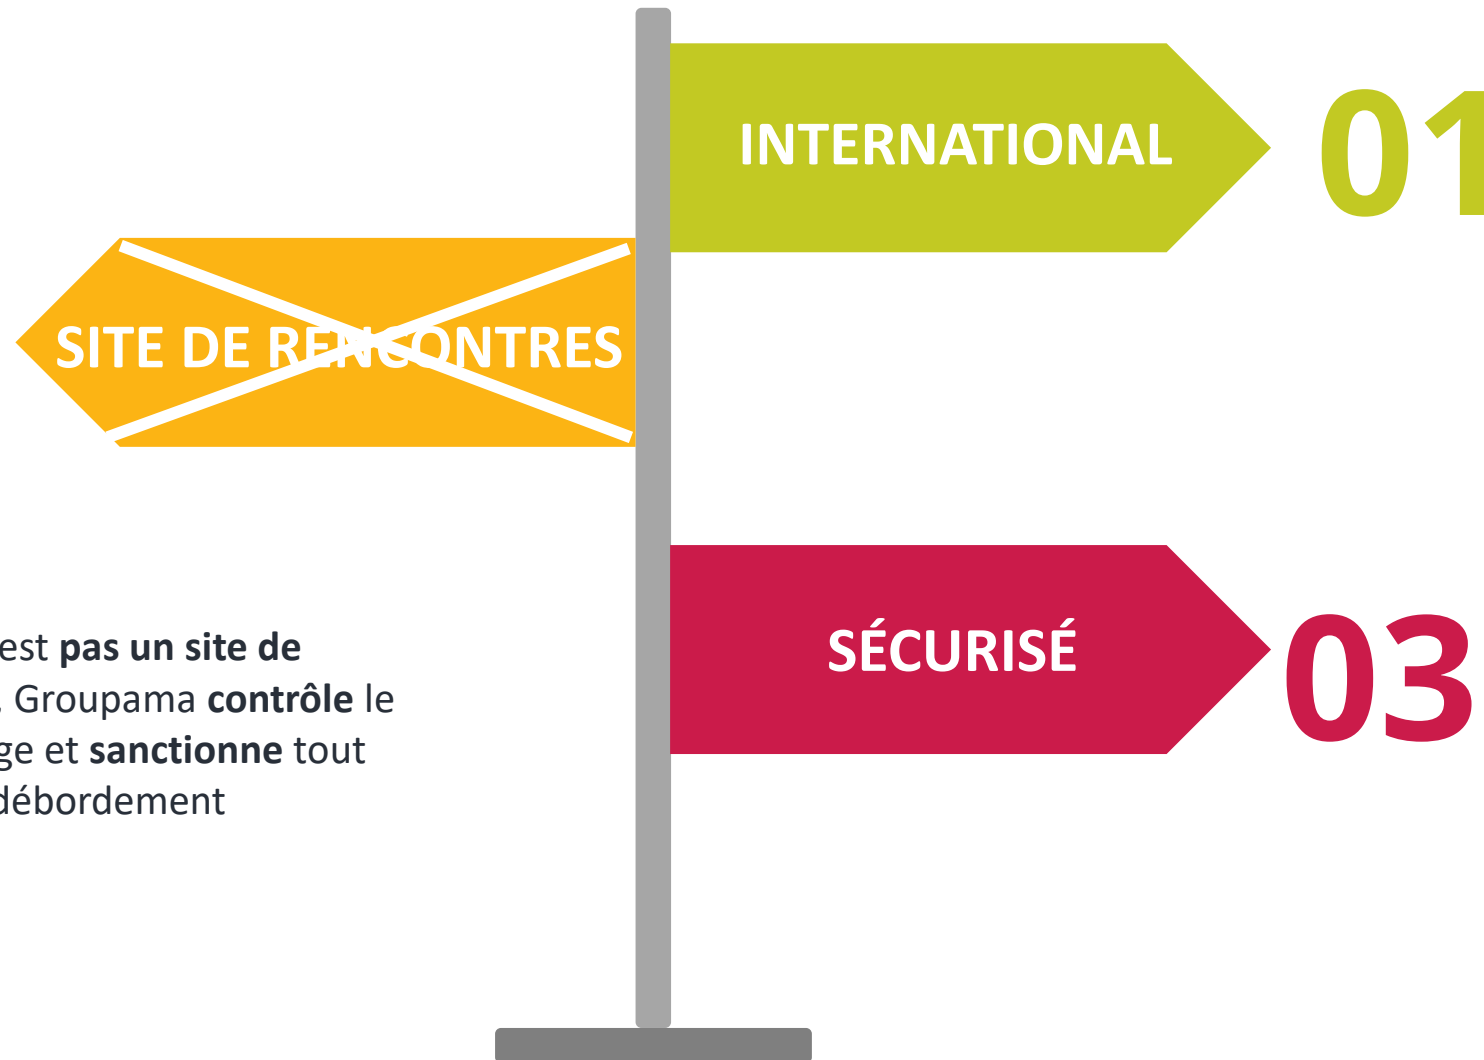 INTERNATIONAL
01
SITE DE RENCONTRES
SÉCURISÉ
03
est pas un site de
Groupama contrôle le
et sanctionne tout
débordement